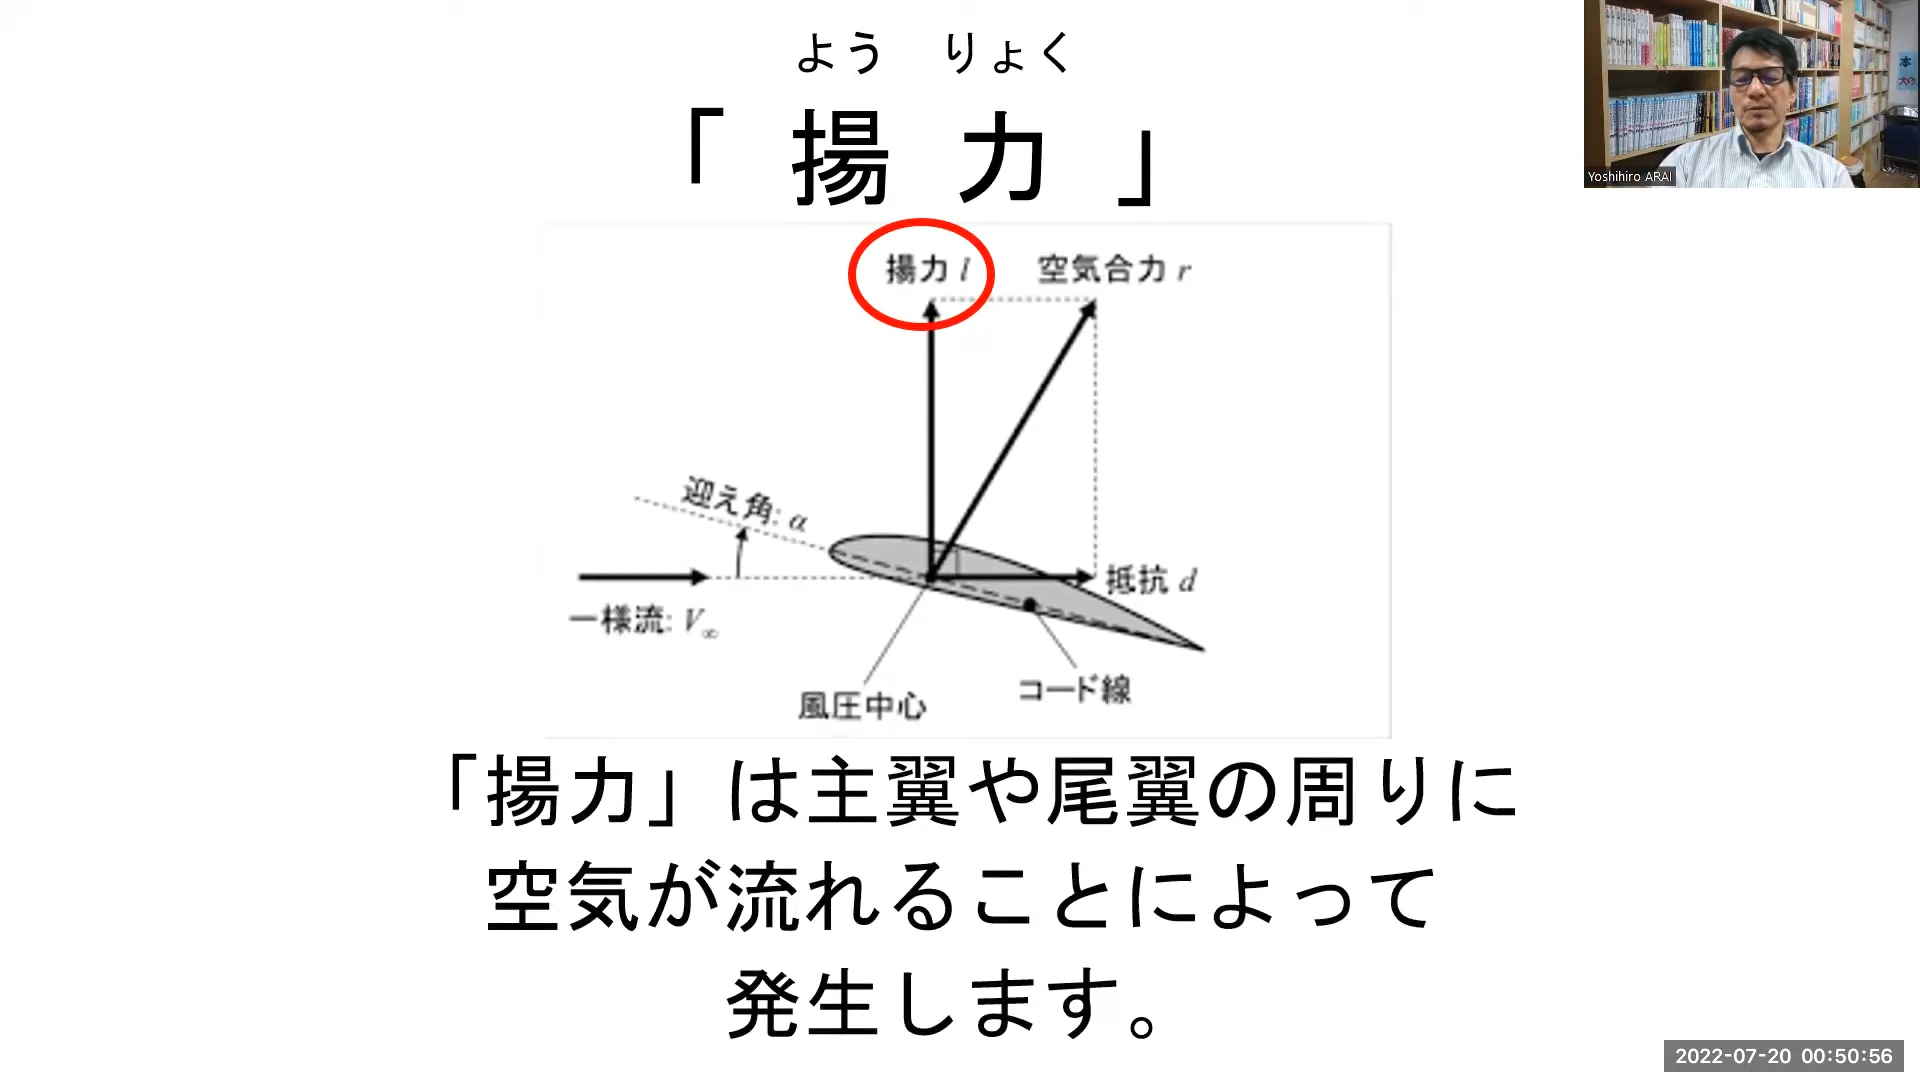 よう りょく
「揚力」
揚力 l
空気合力 r
迎え角: α
抵抗 d
一様流: V∞
コード線
風圧中心
「揚力」は主翼や尾翼の周りに
空気が流れることによって
発生します。
Yoshihiro ARAI
2022-07-20 00:50:56